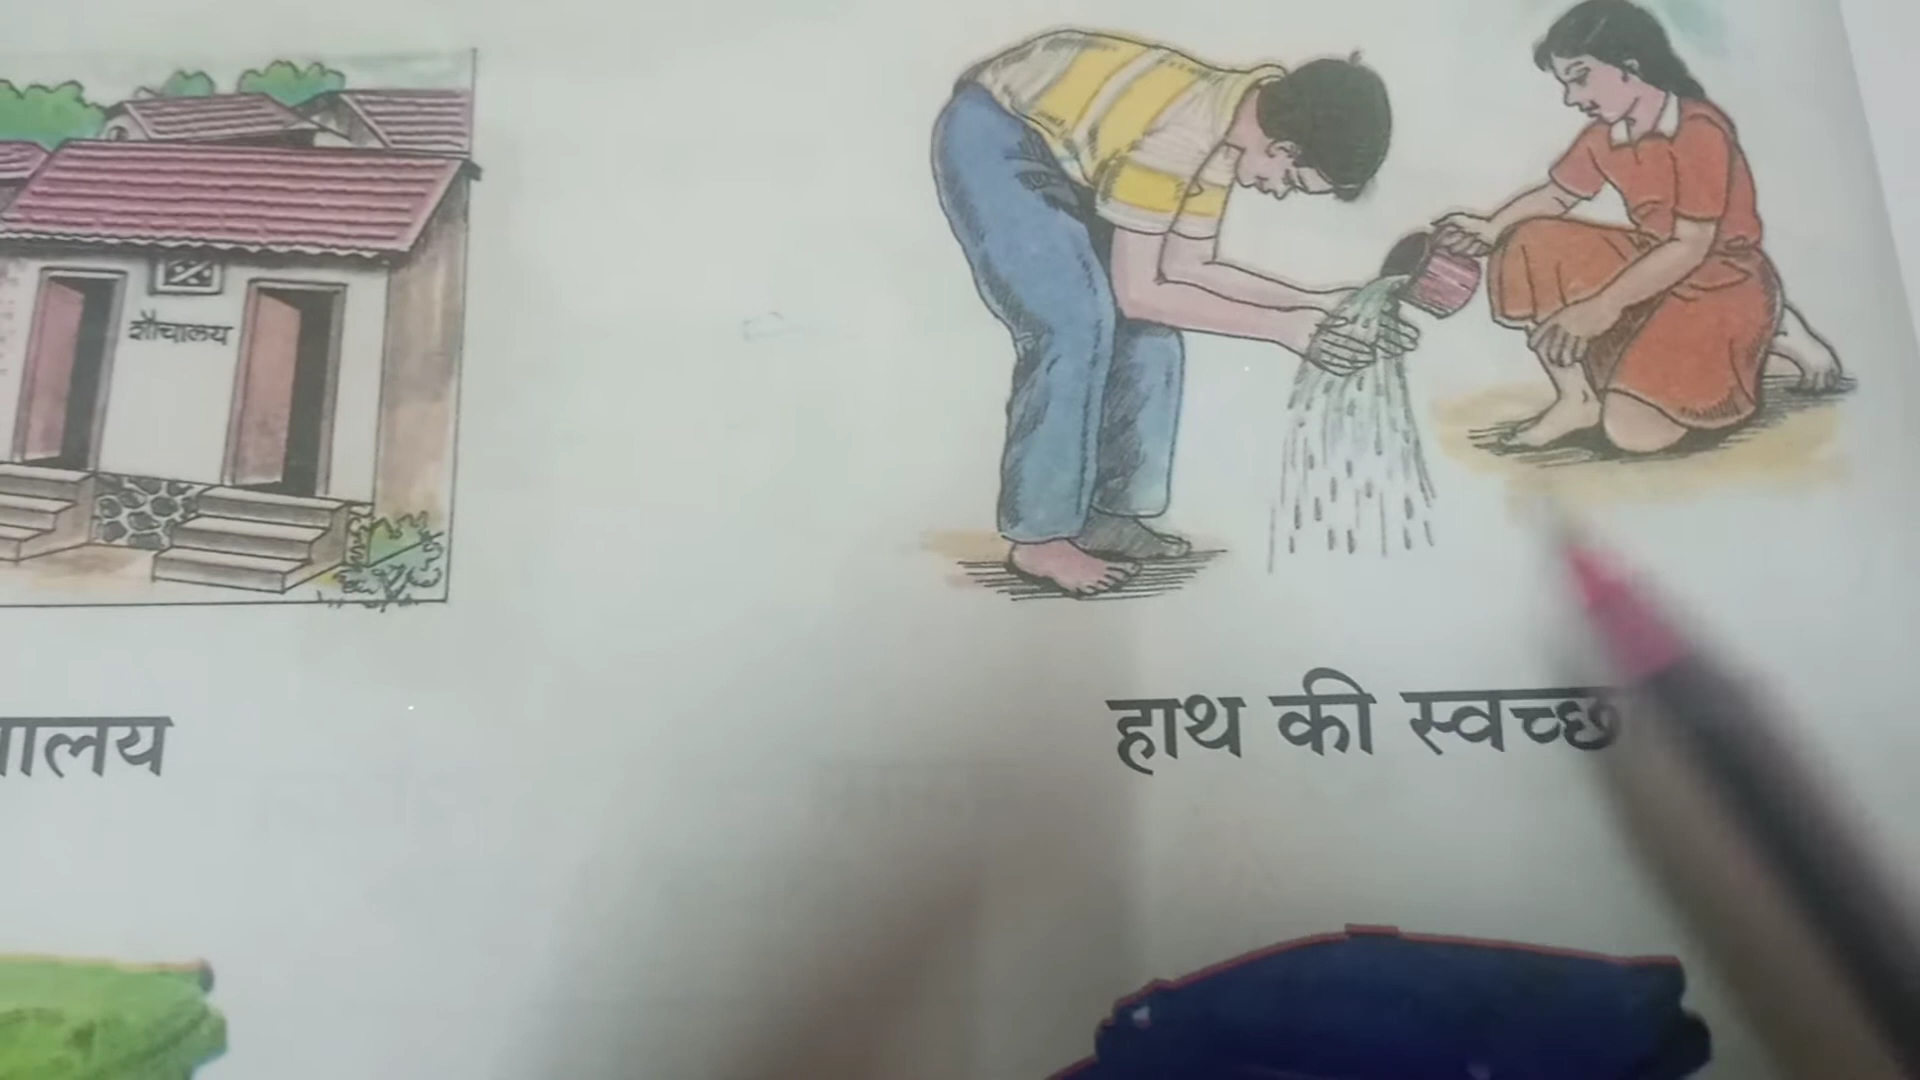 शौचालय
ालय
हाथ की स्वच्छ